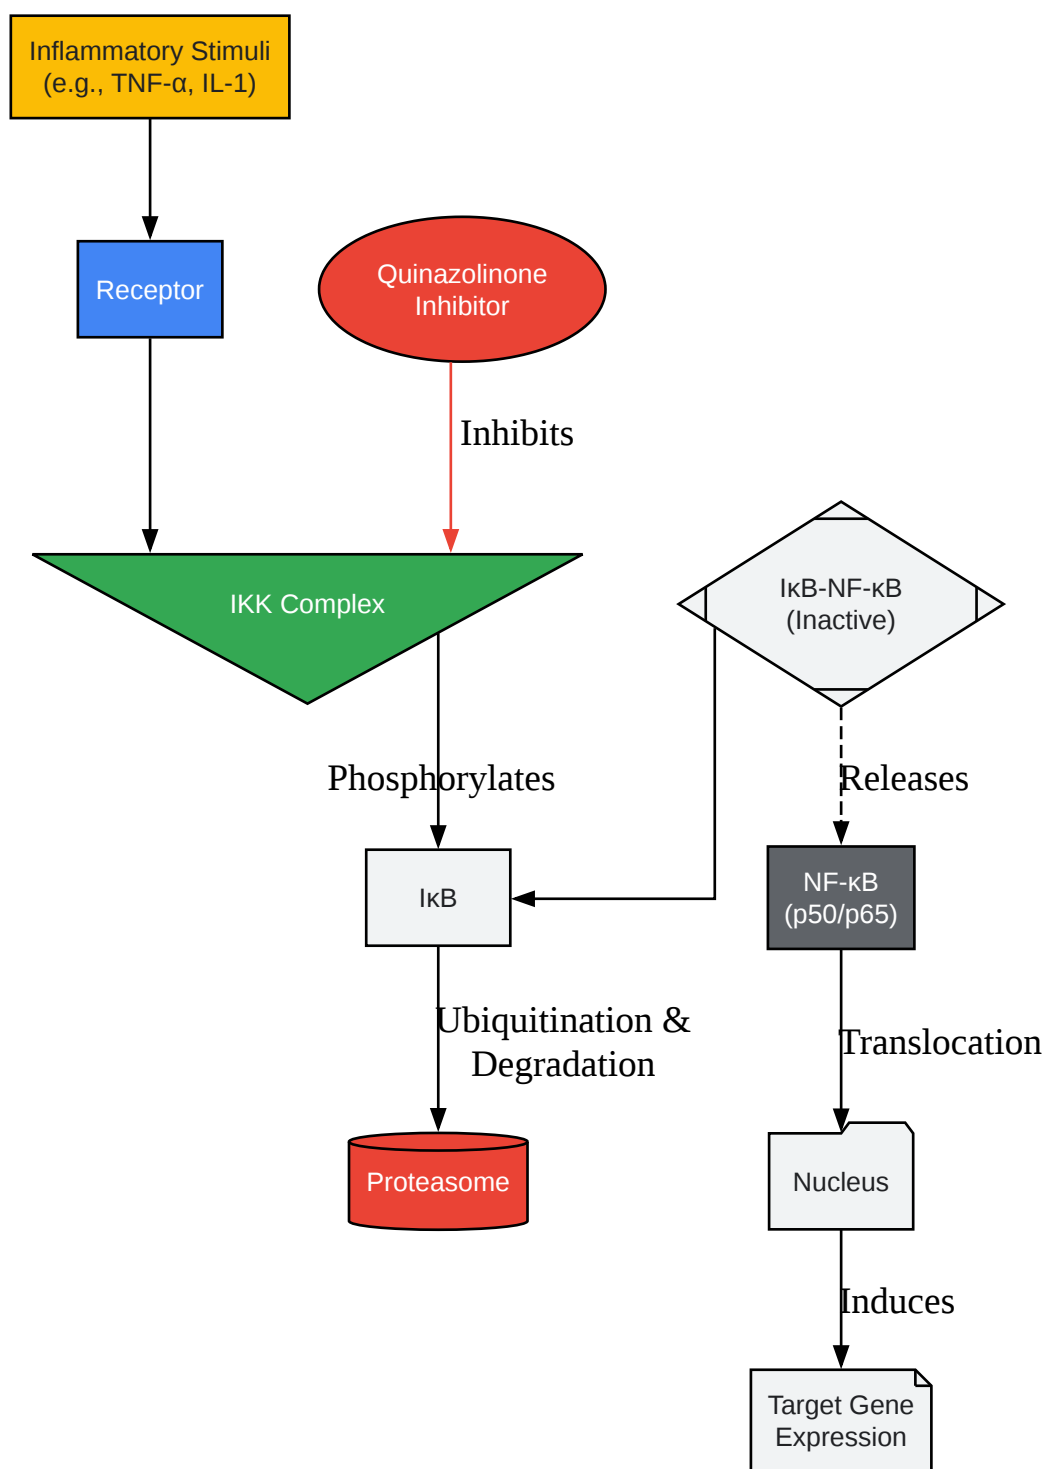 Inflammatory Stimuli
(e.g., TNF-α, IL-1)
Receptor
Quinazolinone
Inhibitor
Inhibits
IKK Complex
IκB-NF-κB
(Inactive)
Phosphorylates
Releases
IκB
NF-κB
(p50/p65)
Ubiquitination &
Degradation
Translocation
Proteasome
Nucleus
Induces
Target Gene
Expression